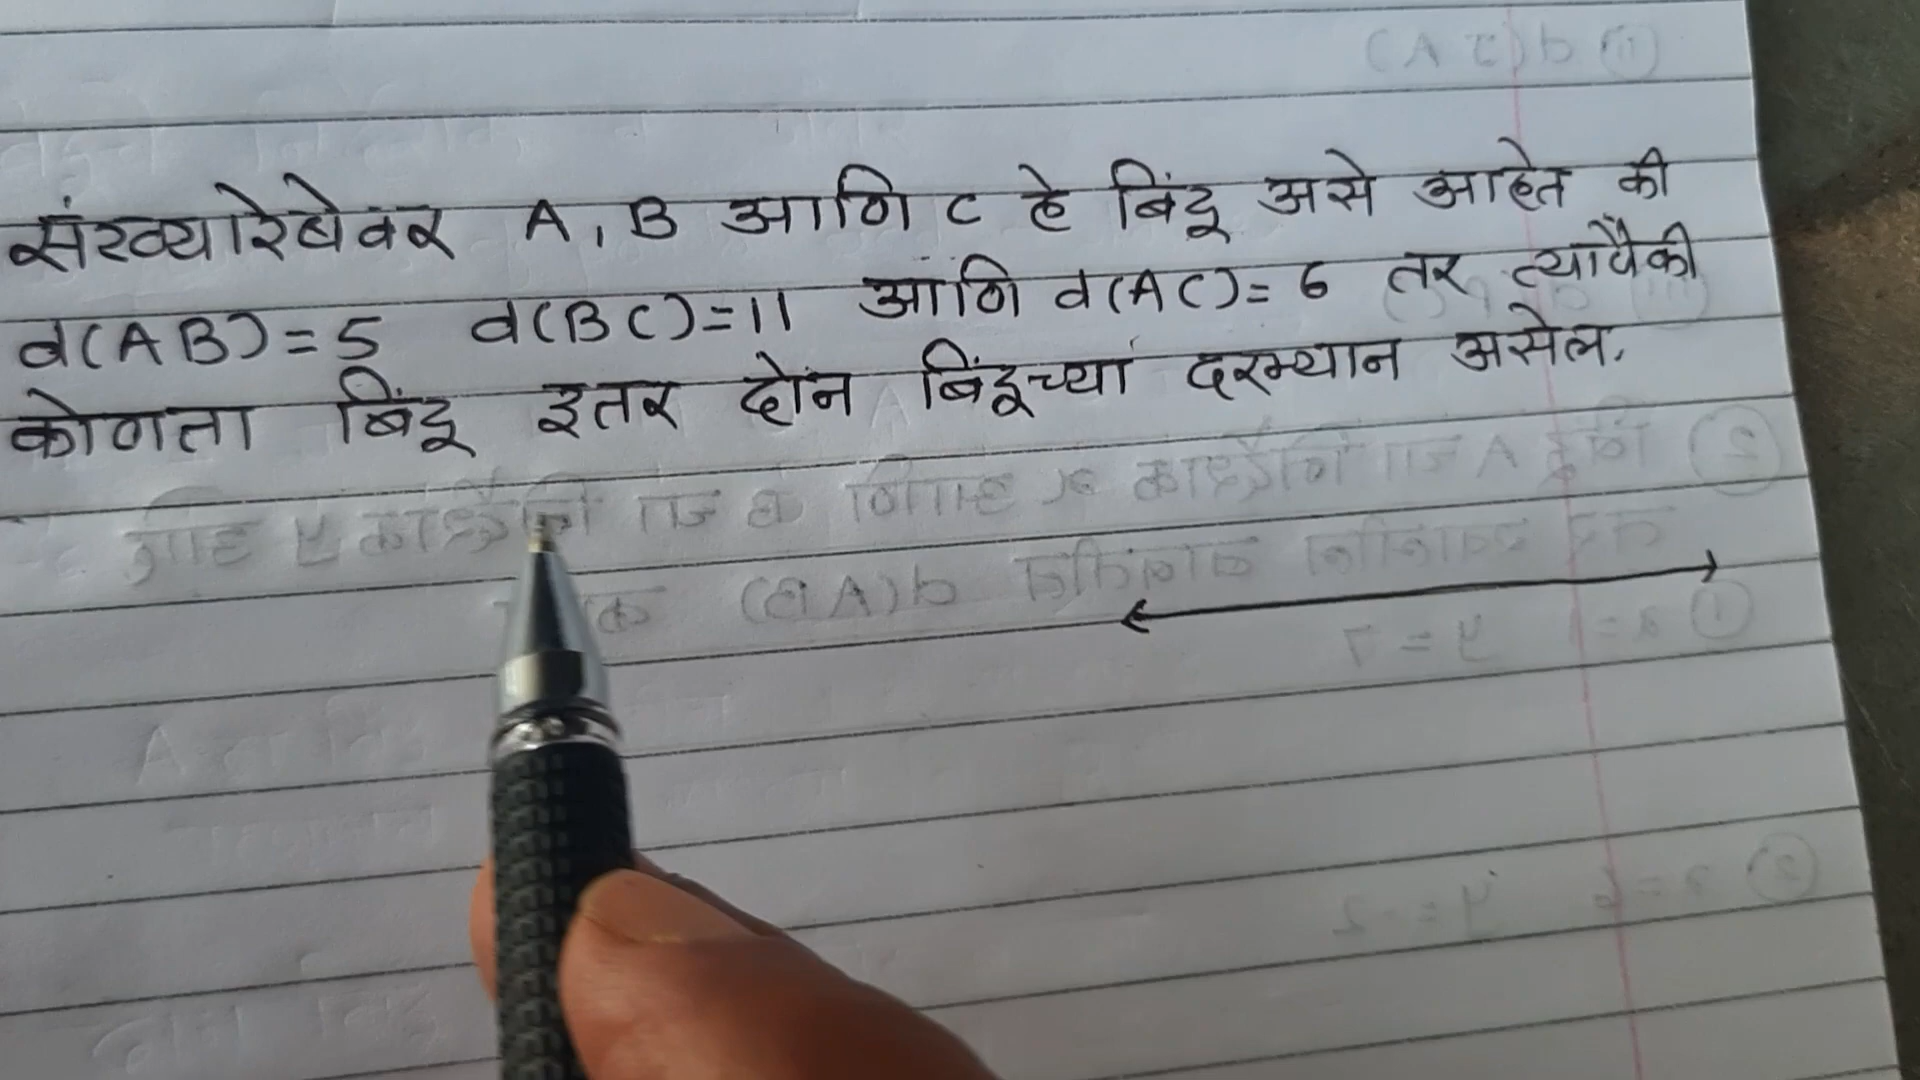 संख्यारेषेवर A, B आणि C हे बिंदू असे आहेत की
d(AB)=5 d(BC)=11 आणि d(AC)=6 तर त्यापैकी
कोणता बिंदू इतर दोन बिंदूच्या दरम्यान असेल.